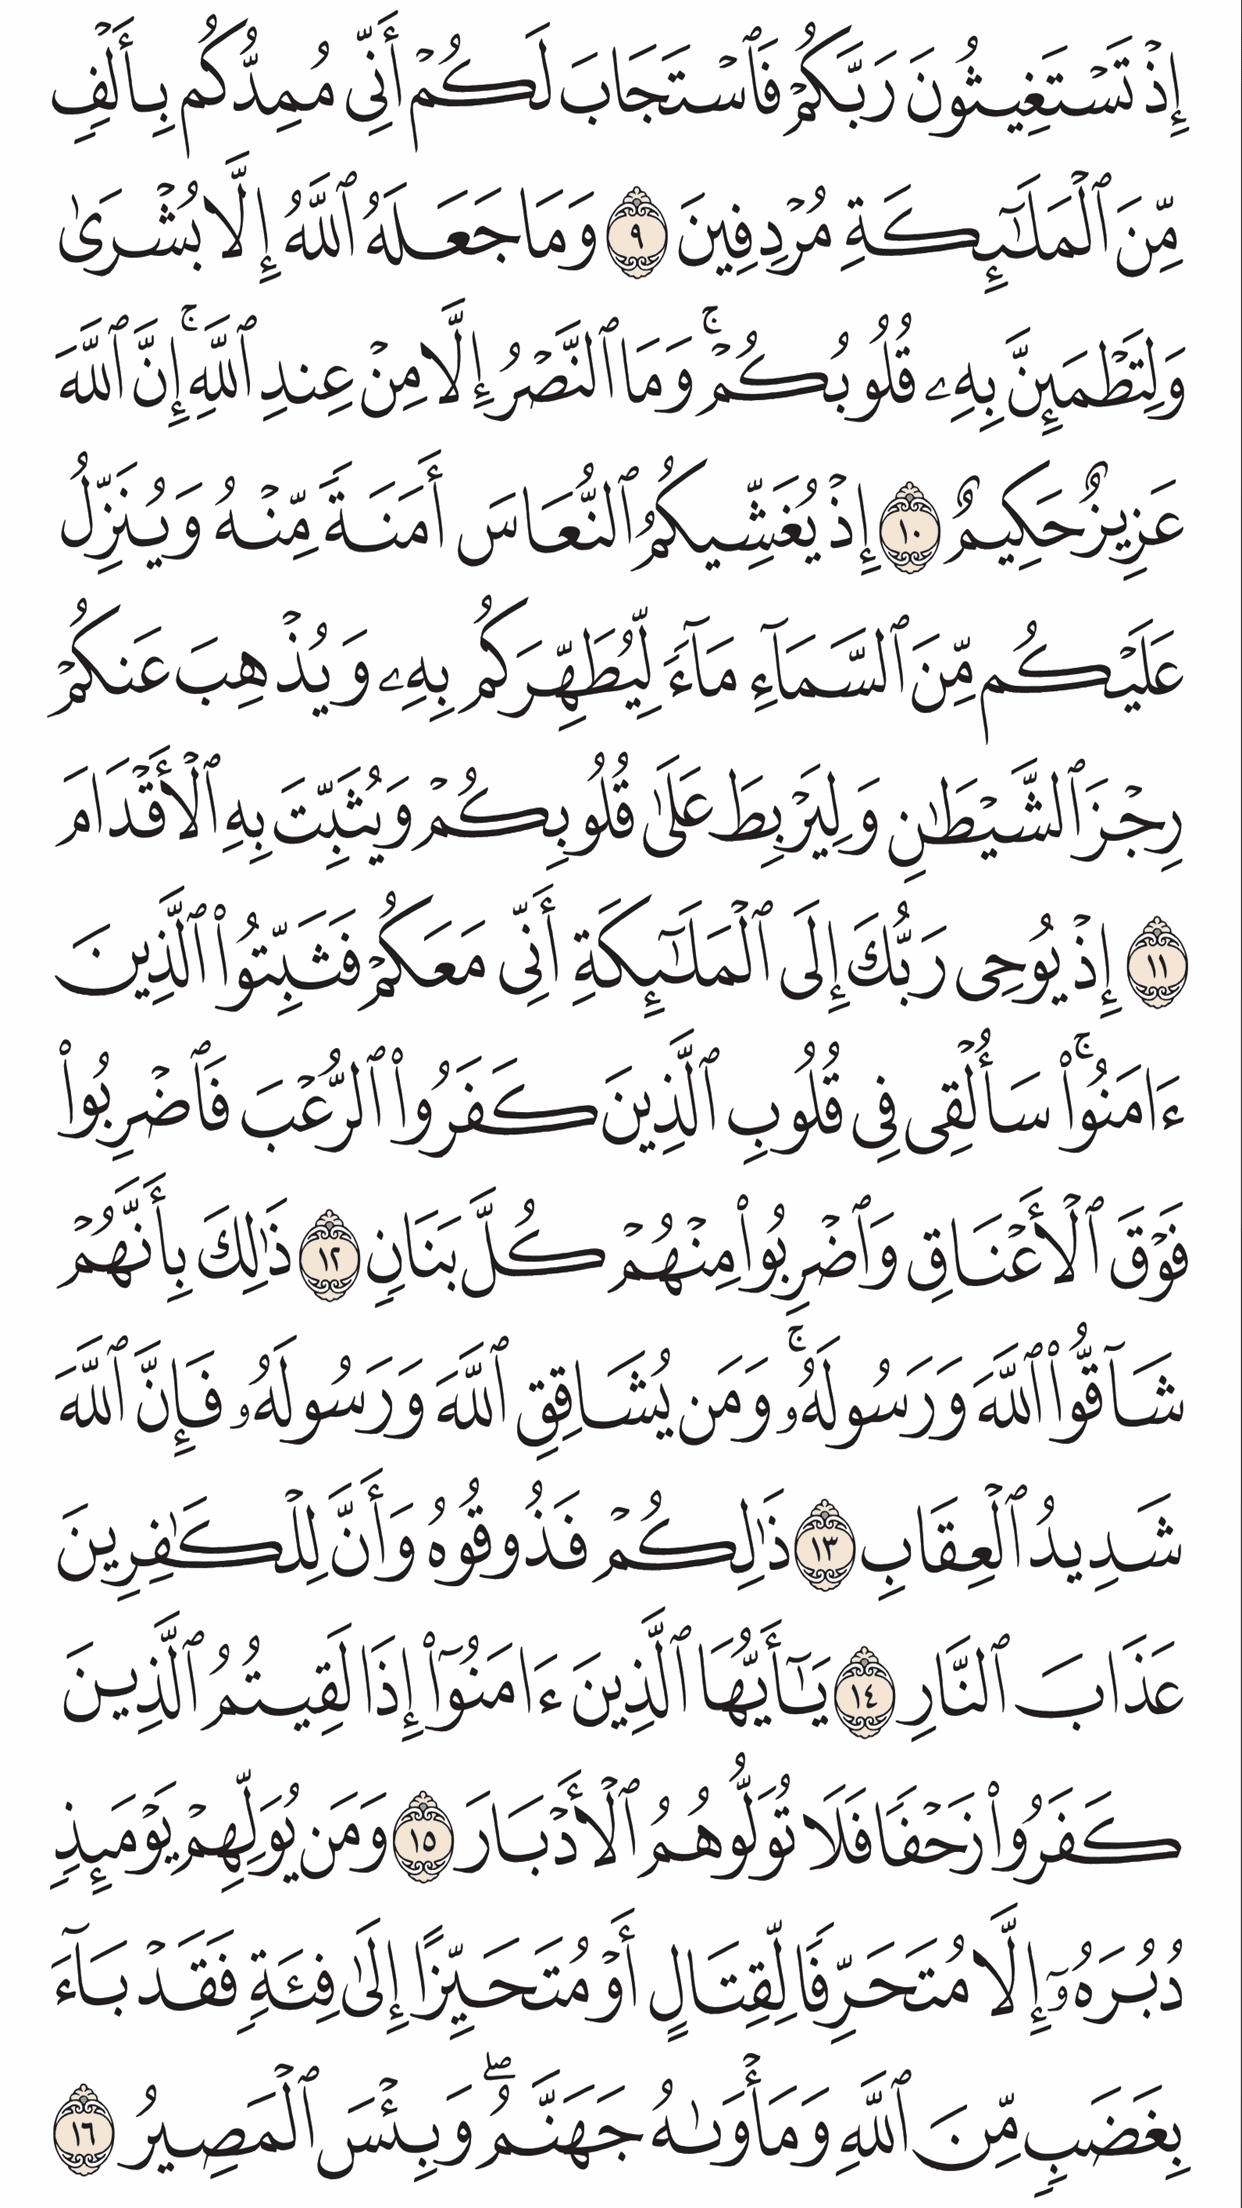 إِذۡ تَسۡتَغِيثُونَ رَبَّكُمۡ فَٱسۡتَجَابَ لَكُمۡ أَنِّي مُمِدُّكُم بِأَلۡفٖ
مِّنَ ٱلۡمَلَٰٓئِكَةِ مُرۡدِفِينَ ٩ وَمَا جَعَلَهُ ٱللَّهُ إِلَّا بُشۡرَىٰ
وَلِتَطۡمَئِنَّ بِهِۦ قُلُوبُكُمۡۚ وَمَا ٱلنَّصۡرُ إِلَّا مِنۡ عِندِ ٱللَّهِۚ إِنَّ ٱللَّهَ
عَزِيزٌ حَكِيمٌ ١٠ إِذۡ يُغَشِّيكُمُ ٱلنُّعَاسَ أَمَنَةٗ مِّنۡهُ وَيُنَزِّلُ
عَلَيۡكُم مِّنَ ٱلسَّمَآءِ مَآءٗ لِّيُطَهِّرَكُم بِهِۦ وَيُذۡهِبَ عَنكُمۡ
رِجۡزَ ٱلشَّيۡطَٰنِ وَلِيَرۡبِطَ عَلَىٰ قُلُوبِكُمۡ وَيُثَبِّتَ بِهِ ٱلۡأَقۡدَامَ
١١ إِذۡ يُوحِي رَبُّكَ إِلَى ٱلۡمَلَٰٓئِكَةِ أَنِّي مَعَكُمۡ فَثَبِّتُواْ ٱلَّذِينَ
ءَامَنُواْۚ سَأُلۡقِي فِي قُلُوبِ ٱلَّذِينَ كَفَرُواْ ٱلرُّعۡبَ فَٱضۡرِبُواْ
فَوۡقَ ٱلۡأَعۡنَاقِ وَٱضۡرِبُواْ مِنۡهُمۡ كُلَّ بَنَانٖ ١٢ ذَٰلِكَ بِأَنَّهُمۡ
شَآقُّواْ ٱللَّهَ وَرَسُولَهُۥۚ وَمَن يُشَاقِقِ ٱللَّهَ وَرَسُولَهُۥ فَإِنَّ ٱللَّهَ
شَدِيدُ ٱلۡعِقَابِ ١٣ ذَٰلِكُمۡ فَذُوقُوهُ وَأَنَّ لِلۡكَٰفِرِينَ
عَذَابَ ٱلنَّارِ ١٤ يَٰٓأَيُّهَا ٱلَّذِينَ ءَامَنُوٓاْ إِذَا لَقِيتُمُ ٱلَّذِينَ
كَفَرُواْ زَحۡفٗا فَلَا تُوَلُّوهُمُ ٱلۡأَدۡبَارَ ١٥ وَمَن يُوَلِّهِمۡ يَوۡمَئِذٖ
دُبُرَهُۥٓ إِلَّا مُتَحَرِّفٗا لِّقِتَالٍ أَوۡ مُتَحَيِّزًا إِلَىٰ فِئَةٖ فَقَدۡ بَآءَ
بِغَضَبٖ مِّنَ ٱللَّهِ وَمَأۡوَىٰهُ جَهَنَّمُۖ وَبِئۡسَ ٱلۡمَصِيرُ ١٦